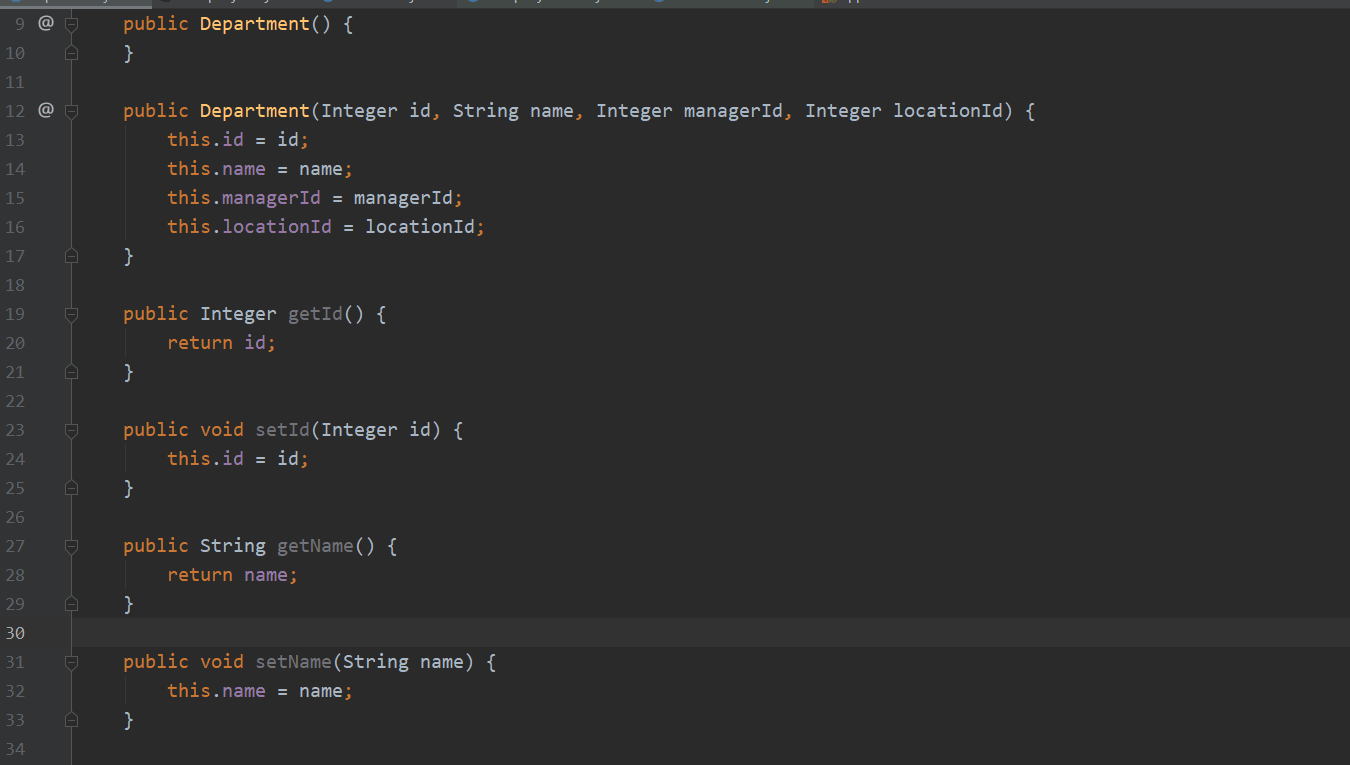 9 @ public Department() {
10 }
11
12 @ public Department(Integer id, String name, Integer managerId, Integer locationId) {
13 this.id = id;
14 this.name = name;
15 this.managerId = managerId;
16 this.locationId = locationId;
17 }
18
19 public Integer getId() {
20 return id;
21 }
22
23 public void setId(Integer id) {
24 this.id = id;
25 }
26
27 public String getName() {
28 return name;
29 }
30
31 public void setName(String name) {
32 this.name = name;
33 }
34